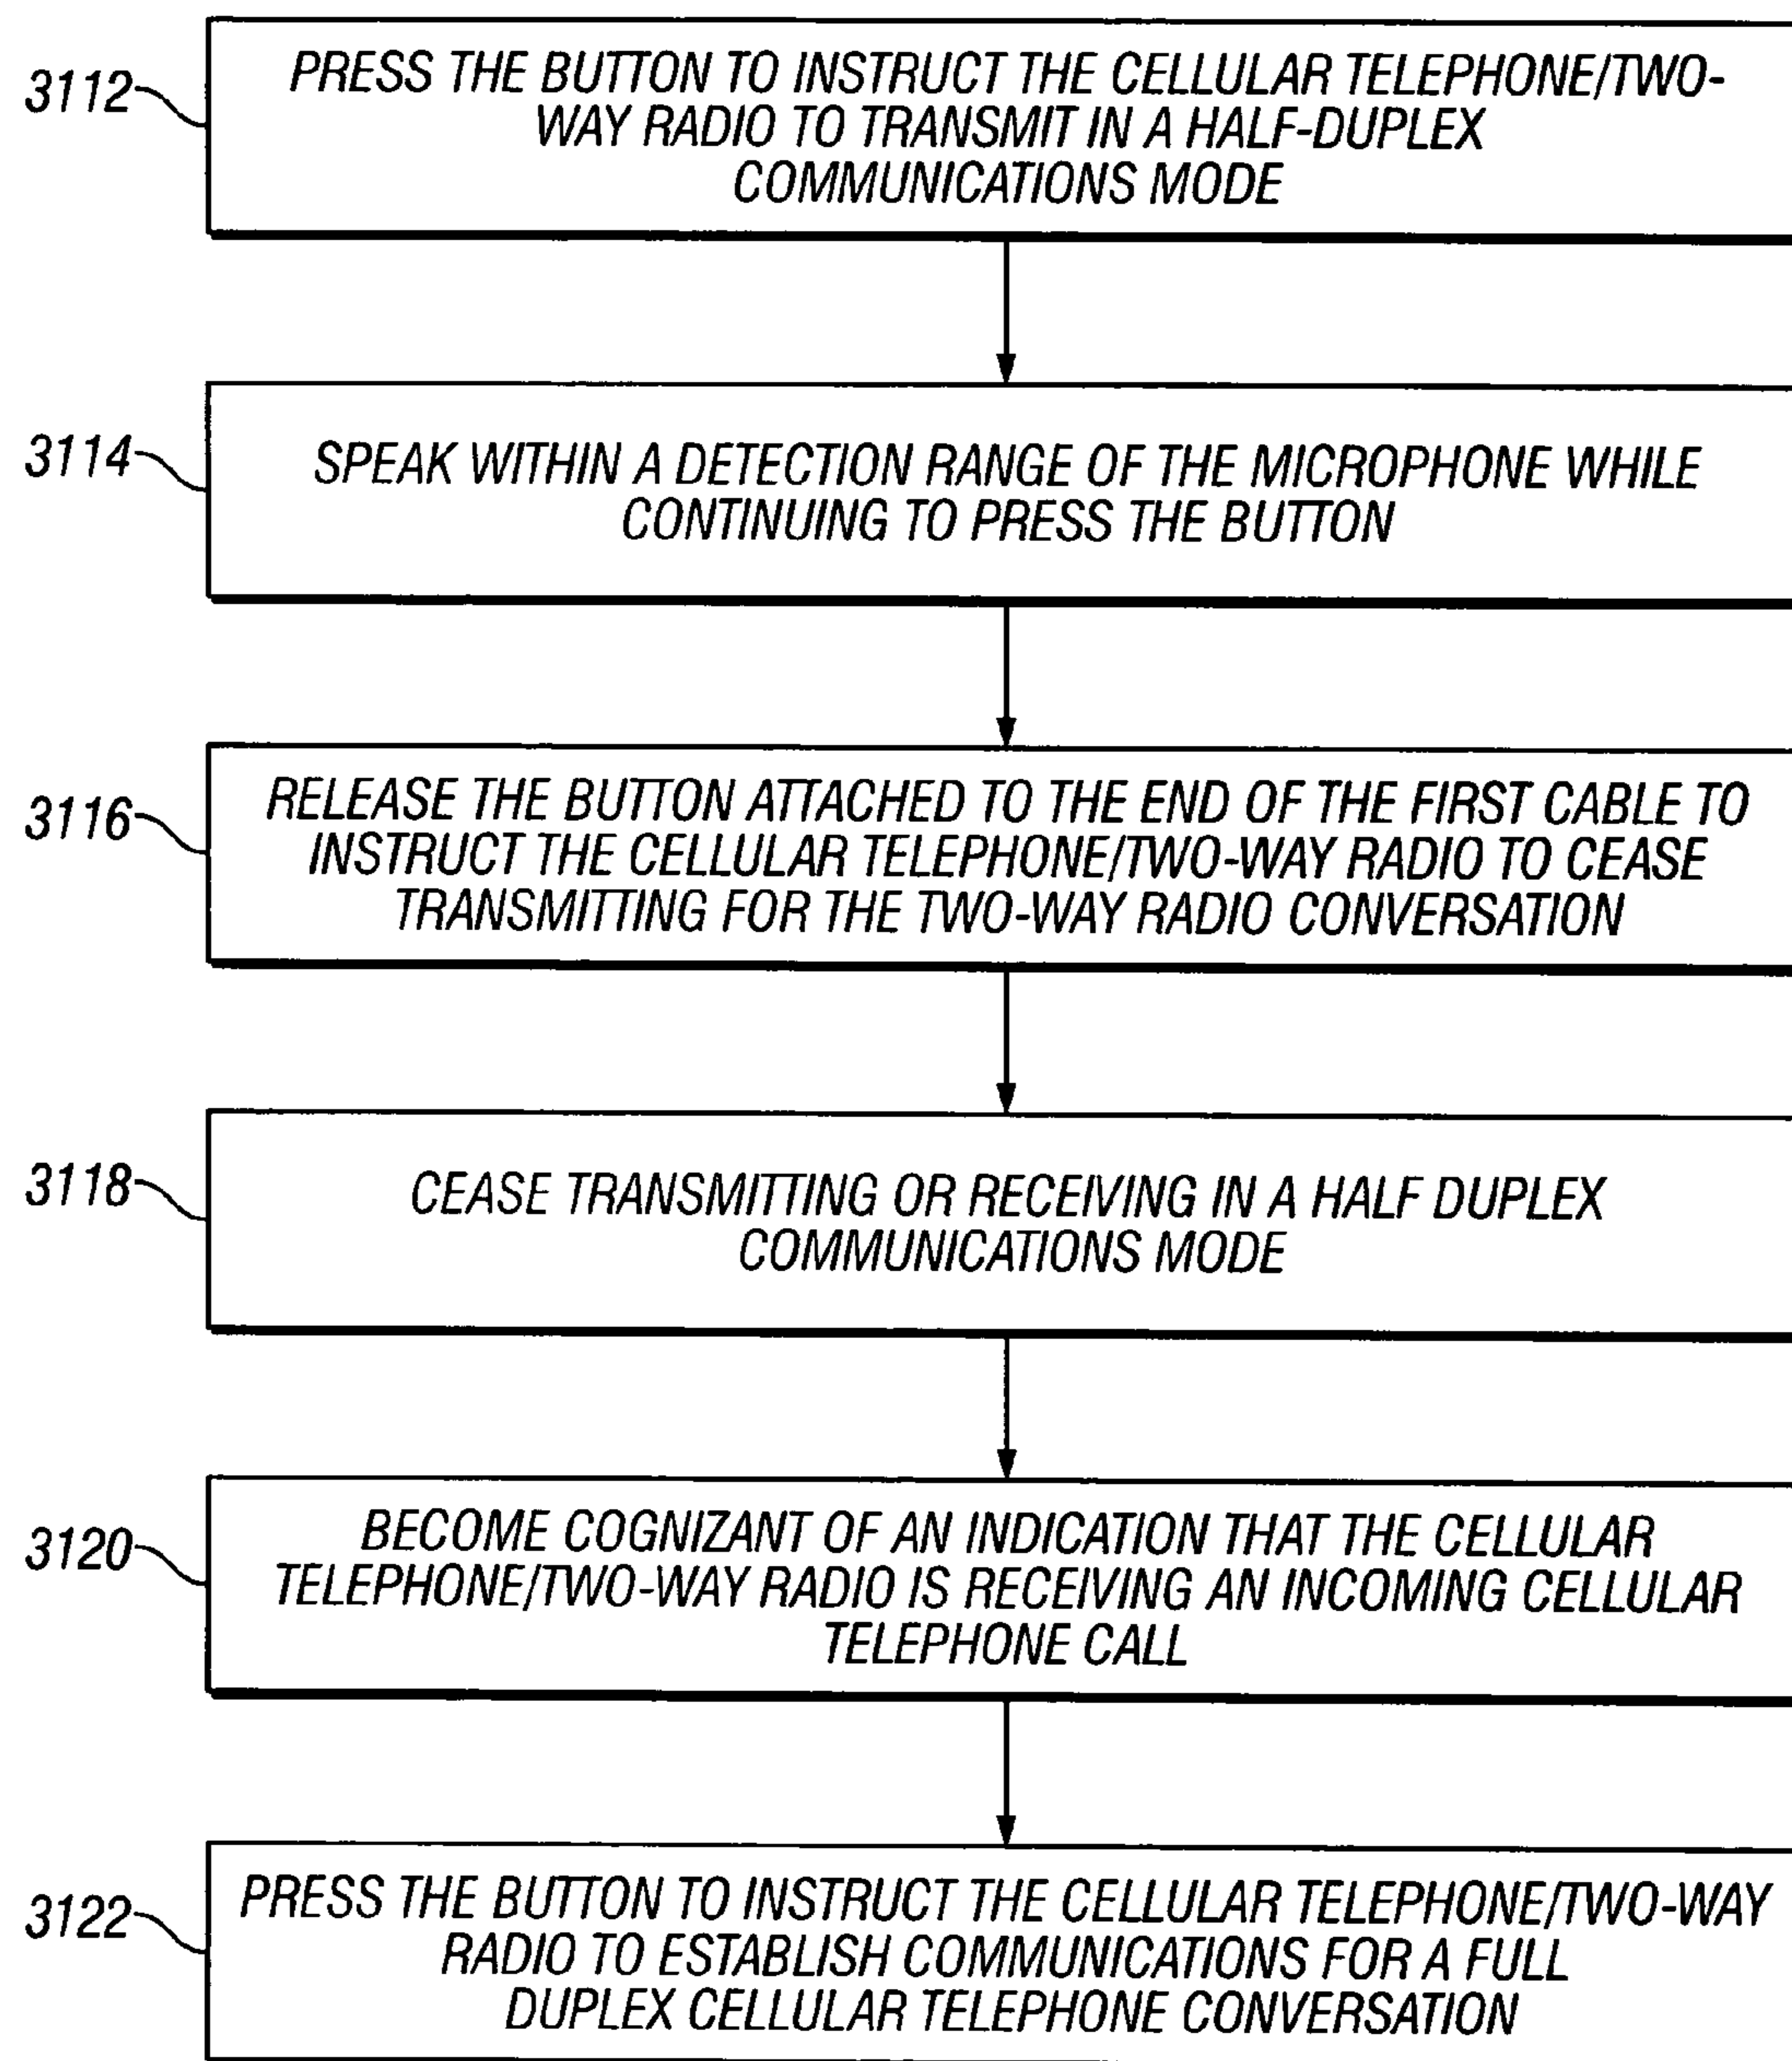 3112
PRESS THE BUTTON TO INSTRUCT THE CELLULAR TELEPHONE/TWO-
WAY RADIO TO TRANSMIT IN A HALF-DUPLEX
COMMUNICATIONS MODE
3114
SPEAK WITHIN A DETECTION RANGE OF THE MICROPHONE WHILE
CONTINUING TO PRESS THE BUTTON
3116
RELEASE THE BUTTON ATTACHED TO THE END OF THE FIRST CABLE TO
INSTRUCT THE CELLULAR TELEPHONE/TWO-WAY RADIO TO CEASE
TRANSMITTING FOR THE TWO-WAY RADIO CONVERSATION
3118
CEASE TRANSMITTING OR RECEIVING IN A HALF DUPLEX
COMMUNICATIONS MODE
3120
BECOME COGNIZANT OF AN INDICATION THAT THE CELLULAR
TELEPHONE/TWO-WAY RADIO IS RECEIVING AN INCOMING CELLULAR
TELEPHONE CALL
3122
PRESS THE BUTTON TO INSTRUCT THE CELLULAR TELEPHONE/TWO-WAY
RADIO TO ESTABLISH COMMUNICATIONS FOR A FULL
DUPLEX CELLULAR TELEPHONE CONVERSATION